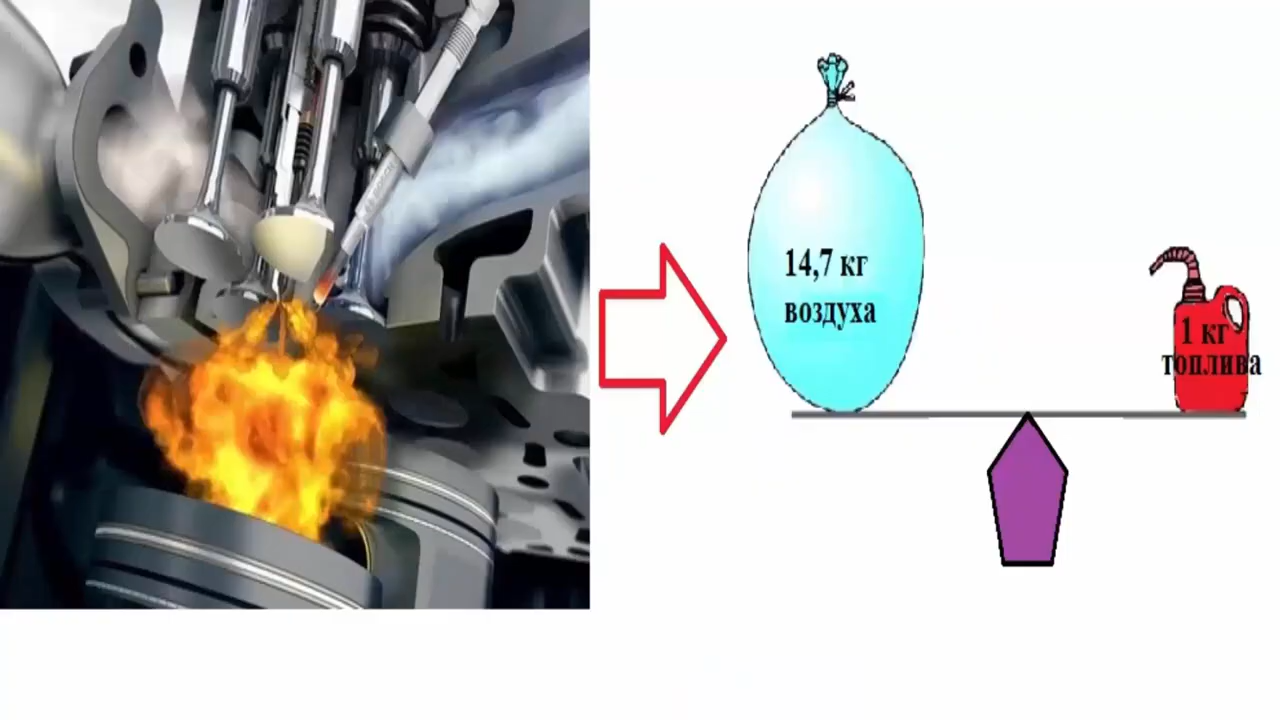 14,7 кг
воздуха
1 кг
топлива